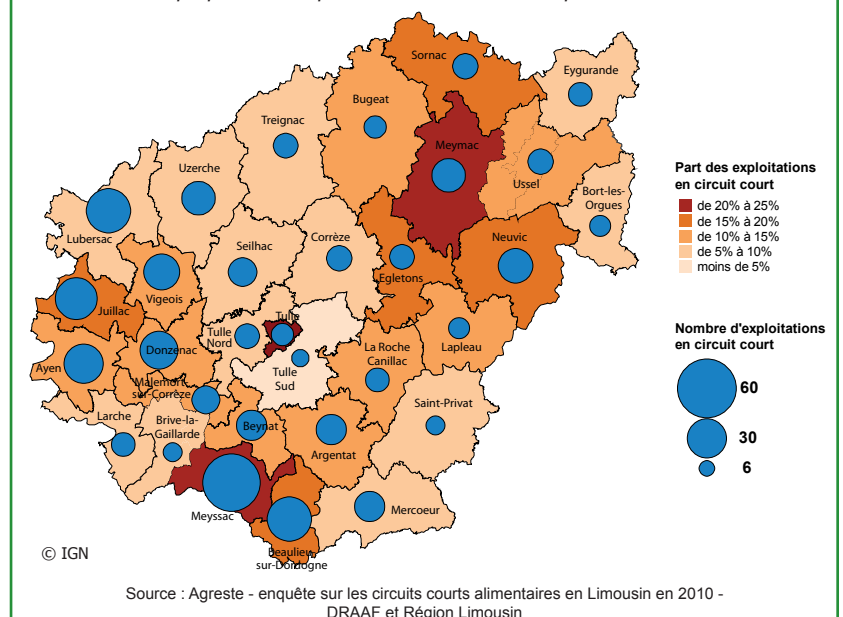 Sornac
Eygurande
Bugeat
Treignac
Meymac
Uzerche
Ussel
Bort-les-
Orgues
Lubersac
Seilhac
Corrèze
Neuvic
Egletons
Vigeois
Juillac
Tulle
Tulle
Nord
Donzenac
La Roche
Canillac
Lapleau
Ayen
Tulle
Sud
Malemort-
sur-Corrèze
Saint-Privat
Larche
Brive-la-
Gaillarde
Beynat
Argentat
Meyssac
Mercoeur
Beaulieu-
sur-Dordogne
Part des exploitations
en circuit court
de 20% à 25%
de 15% à 20%
de 10% à 15%
de 5% à 10%
moins de 5%
Nombre d'exploitations
en circuit court
60
30
6
© IGN
Source : Agreste - enquête sur les circuits courts alimentaires en Limousin en 2010 -
DRAAF et Région Limousin